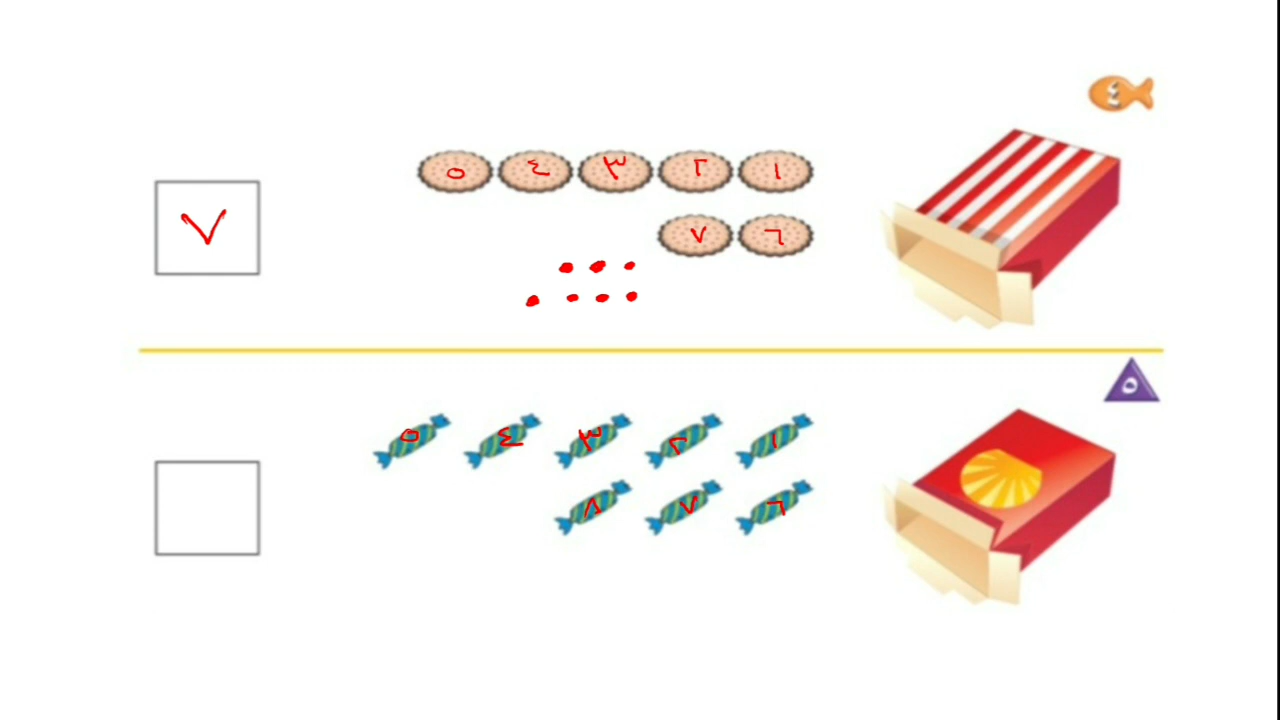 ٤
١ ٢ ٣ ٤ ٥
٦ ٧
٧
٥
١ ٢ ٣ ٤ ٥
٦ ٧ ٨